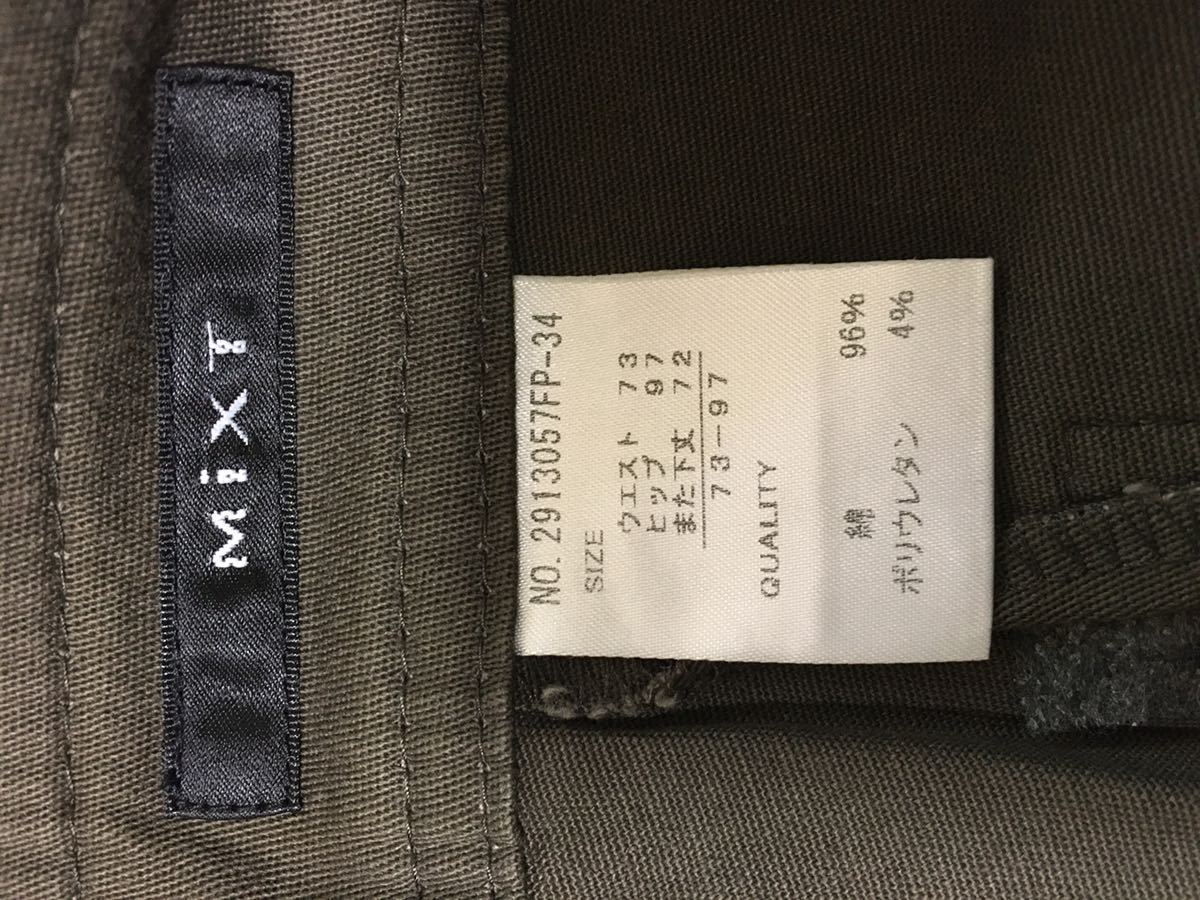 MiXT
NO. 2913057FP-34
SIZE
ウエスト 73
ヒップ 97
また下丈 72
73-97
QUALITY
綿 96%
ポリウレタン 4%